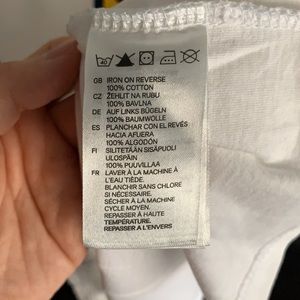 40
GB IRON ON REVERSE
100% COTTON
CZ ŽEHLIT NA RUBU
100% BAVLNA
DE AUF LINKS BÜGELN
100% BAUMWOLLE
ES PLANCHAR CON EL REVÉS
HACIA AFUERA
100% ALGODÓN
FI SILITETÄÄN SISÄPUOLI
ULOSPÄIN
100% PUUVILLAA
FR LAVER À LA MACHINE À
L'EAU TIÈDE.
BLANCHIR SANS CHLORE
SI NÉCESSAIRE.
SÉCHER À LA MACHINE
CYCLE MOYEN.
REPASSER À HAUTE
TEMPÉRATURE.
REPASSER A L'ENVERS